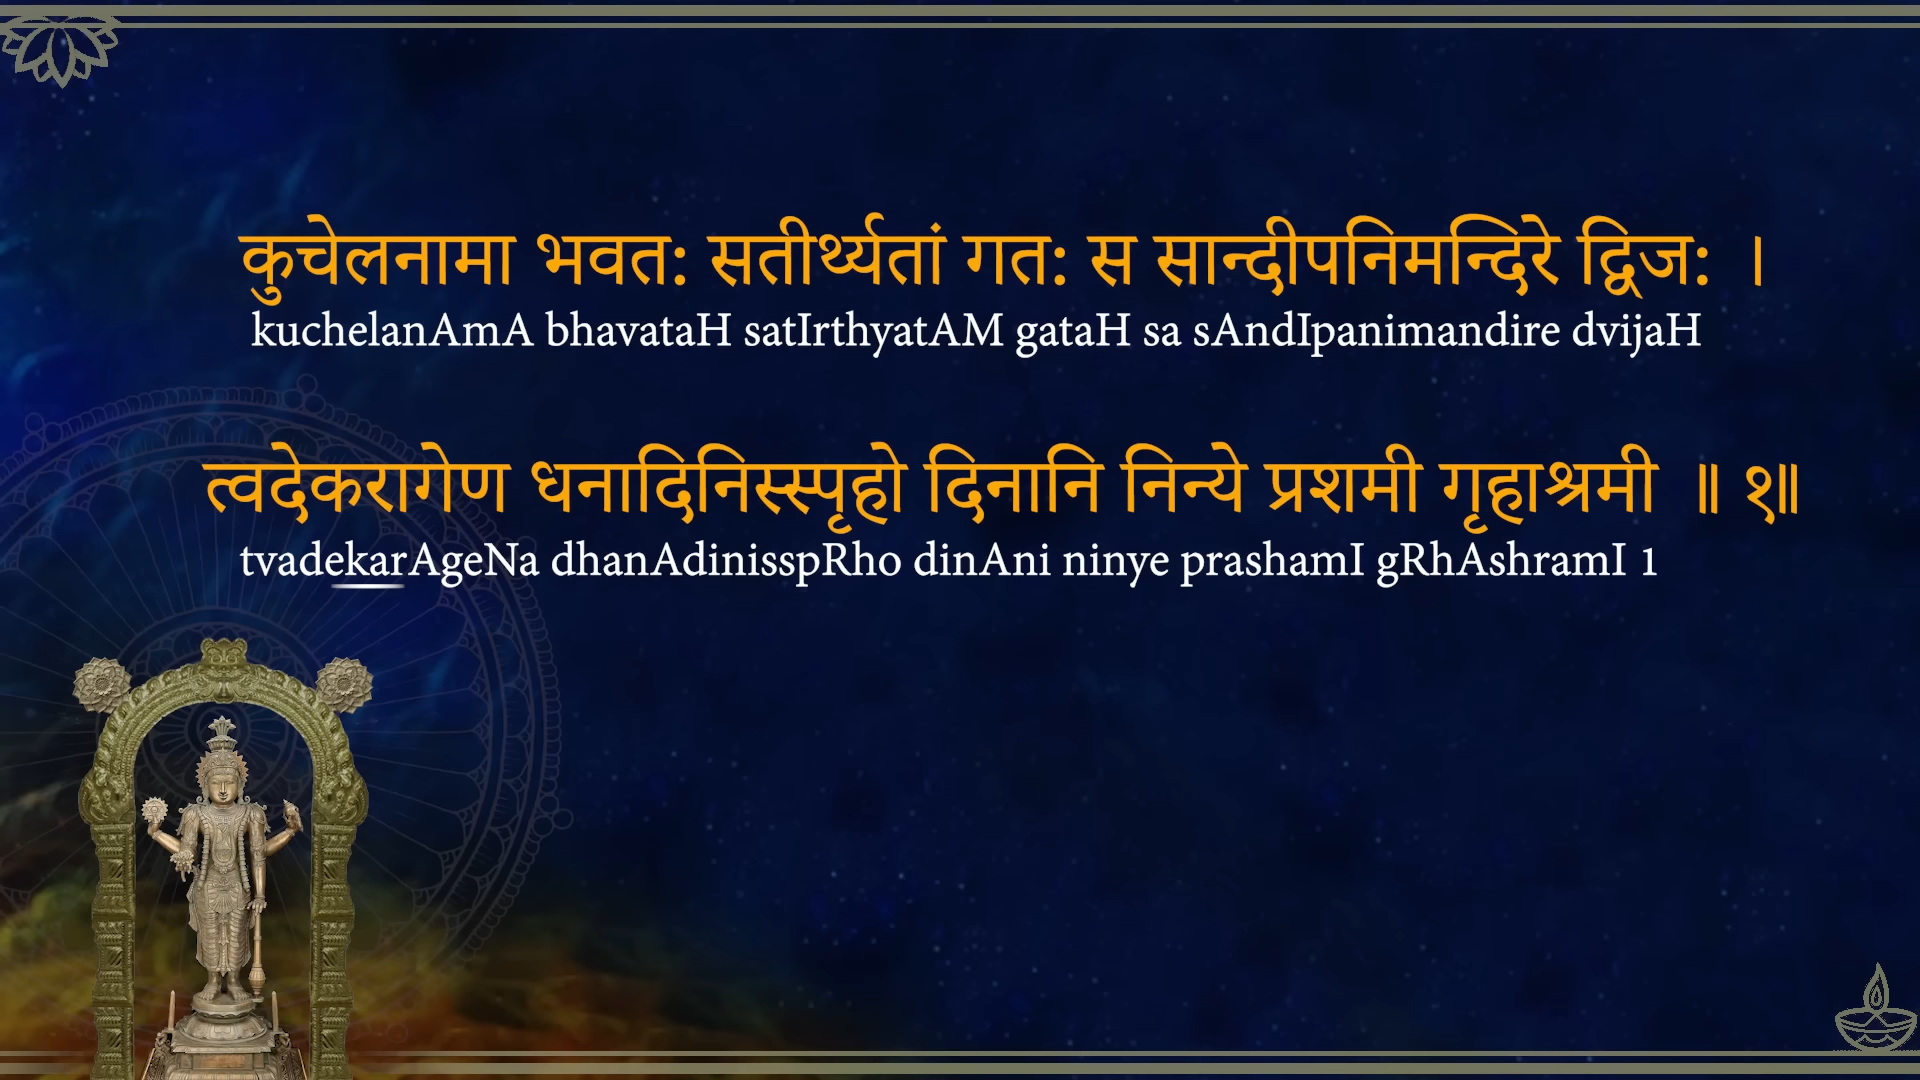 कुचेलनामा भवतः सतीर्थ्यतां गतः स सान्दीपनिमन्दिरे द्विजः ।
kuchelanAmA bhavataH satIrthyatAM gataH sa sAndIpanimandire dvijaH
त्वदेकरागेण धनादिनिस्स्पृहो दिनानि निन्ये प्रशमी गृहाश्रमी ॥ १॥
tvadekarAgeNa dhanAdinisspRho dinAni ninye prashamI gRhAshramI 1